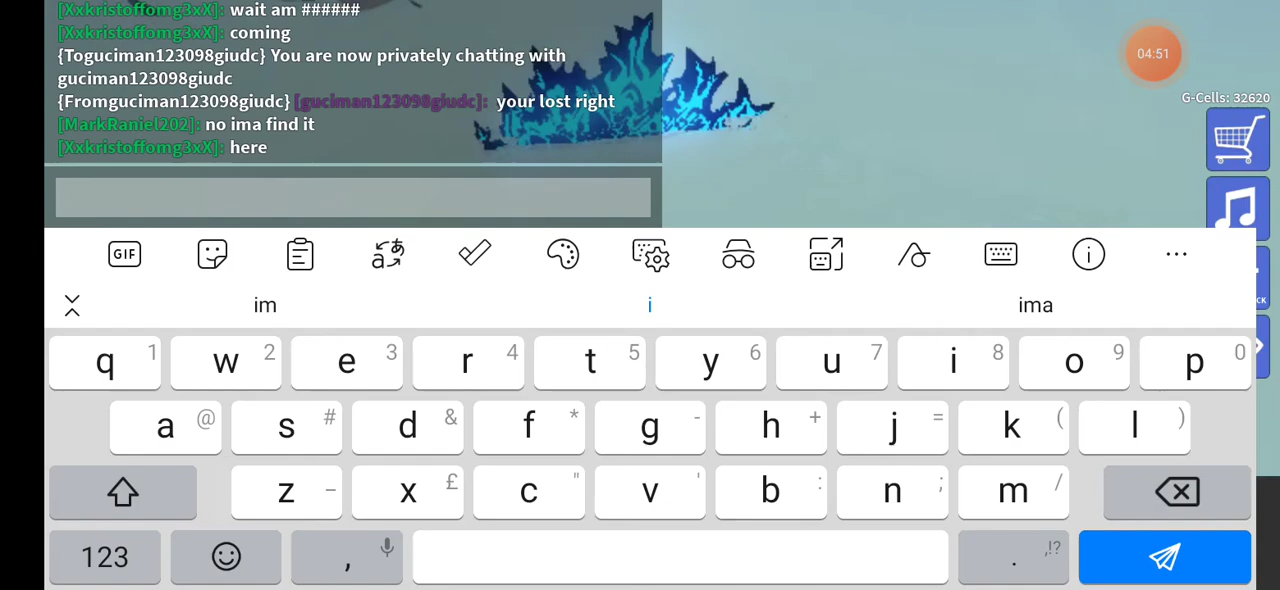 [Xxkristoffomg3xX]: wait am ######
[Xxkristoffomg3xX]: coming
{Toguciman123098giudc} You are now privately chatting with
guciman123098giudc
{Fromguciman123098giudc} [guciman123098giudc]: your lost right
[MarkRaniel202]: no ima find it
[Xxkristoffomg3xX]: here
04:51
G-Cells: 32620
GIF
im i ima
q 1 w 2 e 3 r 4 t 5 y 6 u 7 i 8 o 9 p 0
a @ s # d & f * g - h + j = k ( l )
z _ x £ c " v ' b : n ; m /
123 , . ,!?